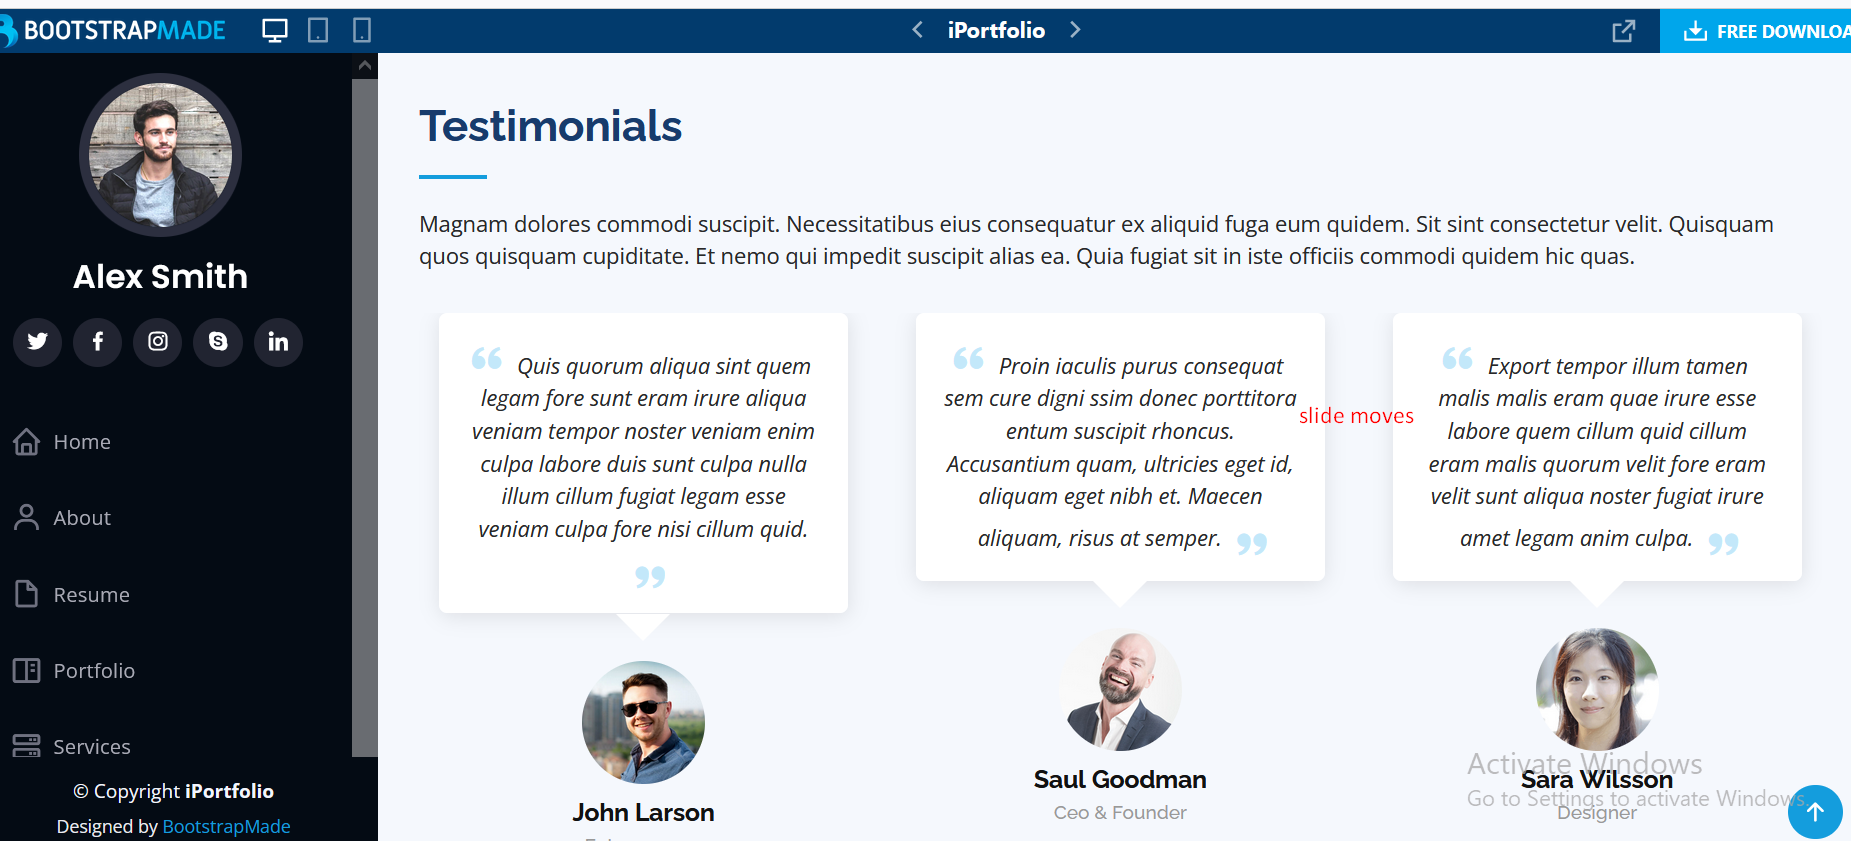 BOOTSTRAPMADE
iPortfolio
FREE DOWNLOA
Alex Smith
Home
About
Resume
Portfolio
Services
© Copyright iPortfolio
Designed by BootstrapMade
Testimonials
Magnam dolores commodi suscipit. Necessitatibus eius consequatur ex aliquid fuga eum quidem. Sit sint consectetur velit. Quisquam
quos quisquam cupiditate. Et nemo qui impedit suscipit alias ea. Quia fugiat sit in iste officiis commodi quidem hic quas.
“ Quis quorum aliqua sint quem
legam fore sunt eram irure aliqua
veniam tempor noster veniam enim
culpa labore duis sunt culpa nulla
illum cillum fugiat legam esse
veniam culpa fore nisi cillum quid.
”
John Larson
“ Proin iaculis purus consequat
sem cure digni ssim donec porttitora
entum suscipit rhoncus.
Accusantium quam, ultricies eget id,
aliquam eget nibh et. Maecen
aliquam, risus at semper. ”
Saul Goodman
Ceo & Founder
slide moves
“ Export tempor illum tamen
malis malis eram quae irure esse
labore quem cillum quid cillum
eram malis quorum velit fore eram
velit sunt aliqua noster fugiat irure
amet legam anim culpa. ”
Sara Wilsson
Designer
Activate Windows
Go to Settings to activate Windows.